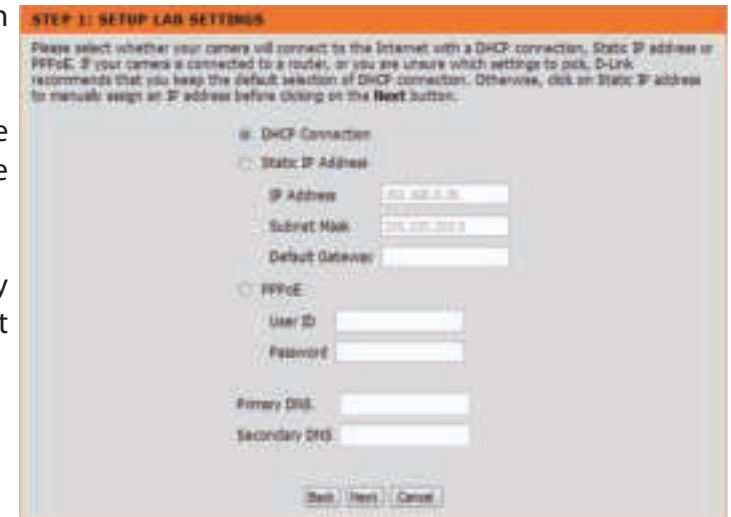 n
e
e
y
t
STEP 1: SETUP LAN SETTINGS
Please select whether your camera will connect to the Internet with a DHCP connection, Static IP address or
PPPoE. If your camera is connected to a router, or you are unsure which settings to pick, D-Link
recommends that you keep the default selection of DHCP connection. Otherwise, click on Static IP address
to manually assign an IP address before clicking on the Next button.
DHCP Connection
Static IP Address
IP Address
Subnet Mask
Default Gateway
PPPoE
User ID
Password
Primary DNS
Secondary DNS
Back Next Cancel